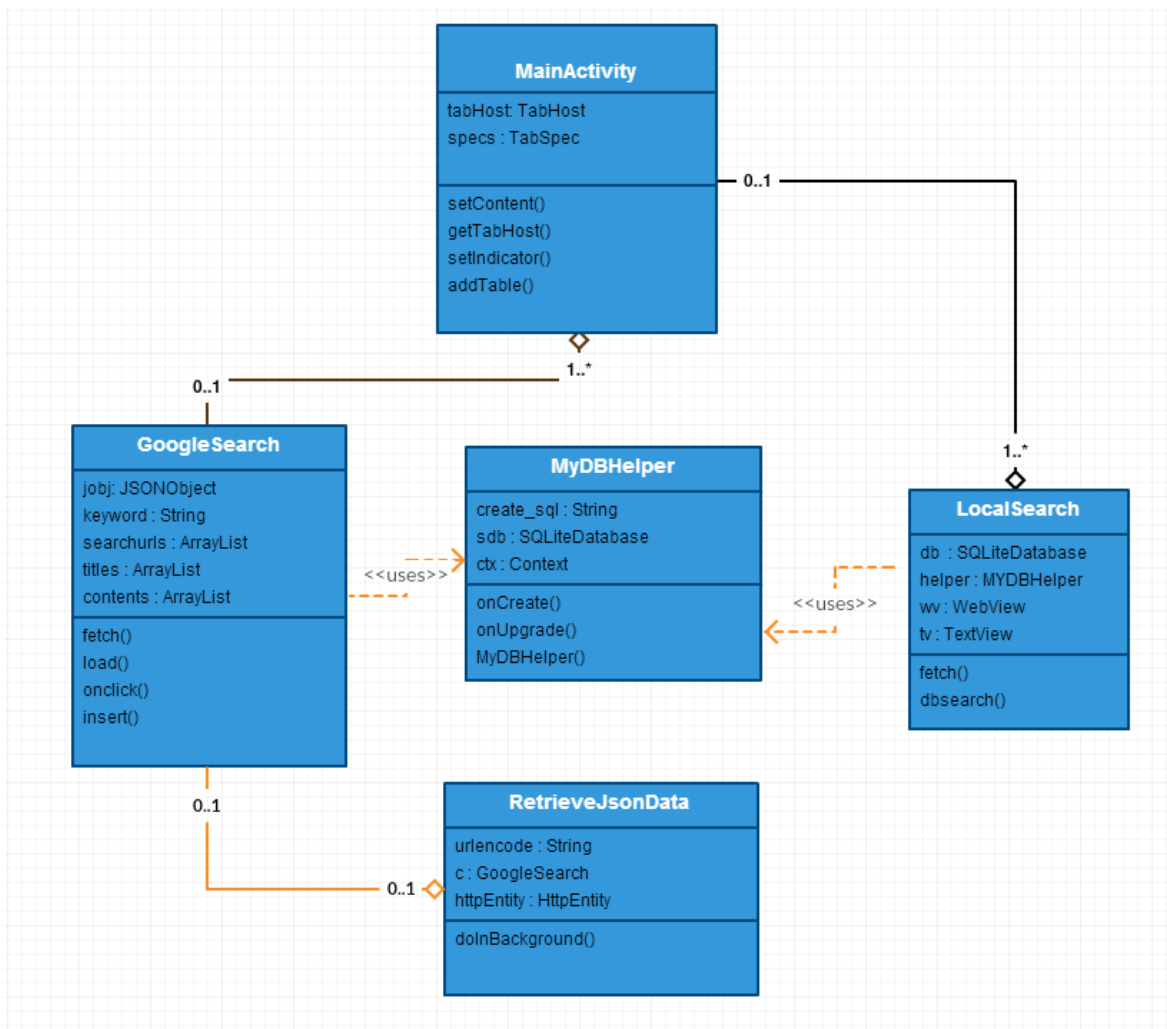 MainActivity
tabHost: TabHost
specs : TabSpec
setContent()
getTabHost()
setIndicator()
addTable()
0..1
1..*
0..1
1..*
GoogleSearch
jobj: JSONObject
keyword : String
searchurls : ArrayList
titles : ArrayList
contents : ArrayList
fetch()
load()
onclick()
insert()
<<uses>>
MyDBHelper
create_sql : String
sdb : SQLiteDatabase
ctx : Context
onCreate()
onUpgrade()
MyDBHelper()
<<uses>>
LocalSearch
db : SQLiteDatabase
helper : MYDBHelper
wv : WebView
tv : TextView
fetch()
dbsearch()
0..1
0..1
RetrieveJsonData
urlencode : String
c : GoogleSearch
httpEntity : HttpEntity
doInBackground()